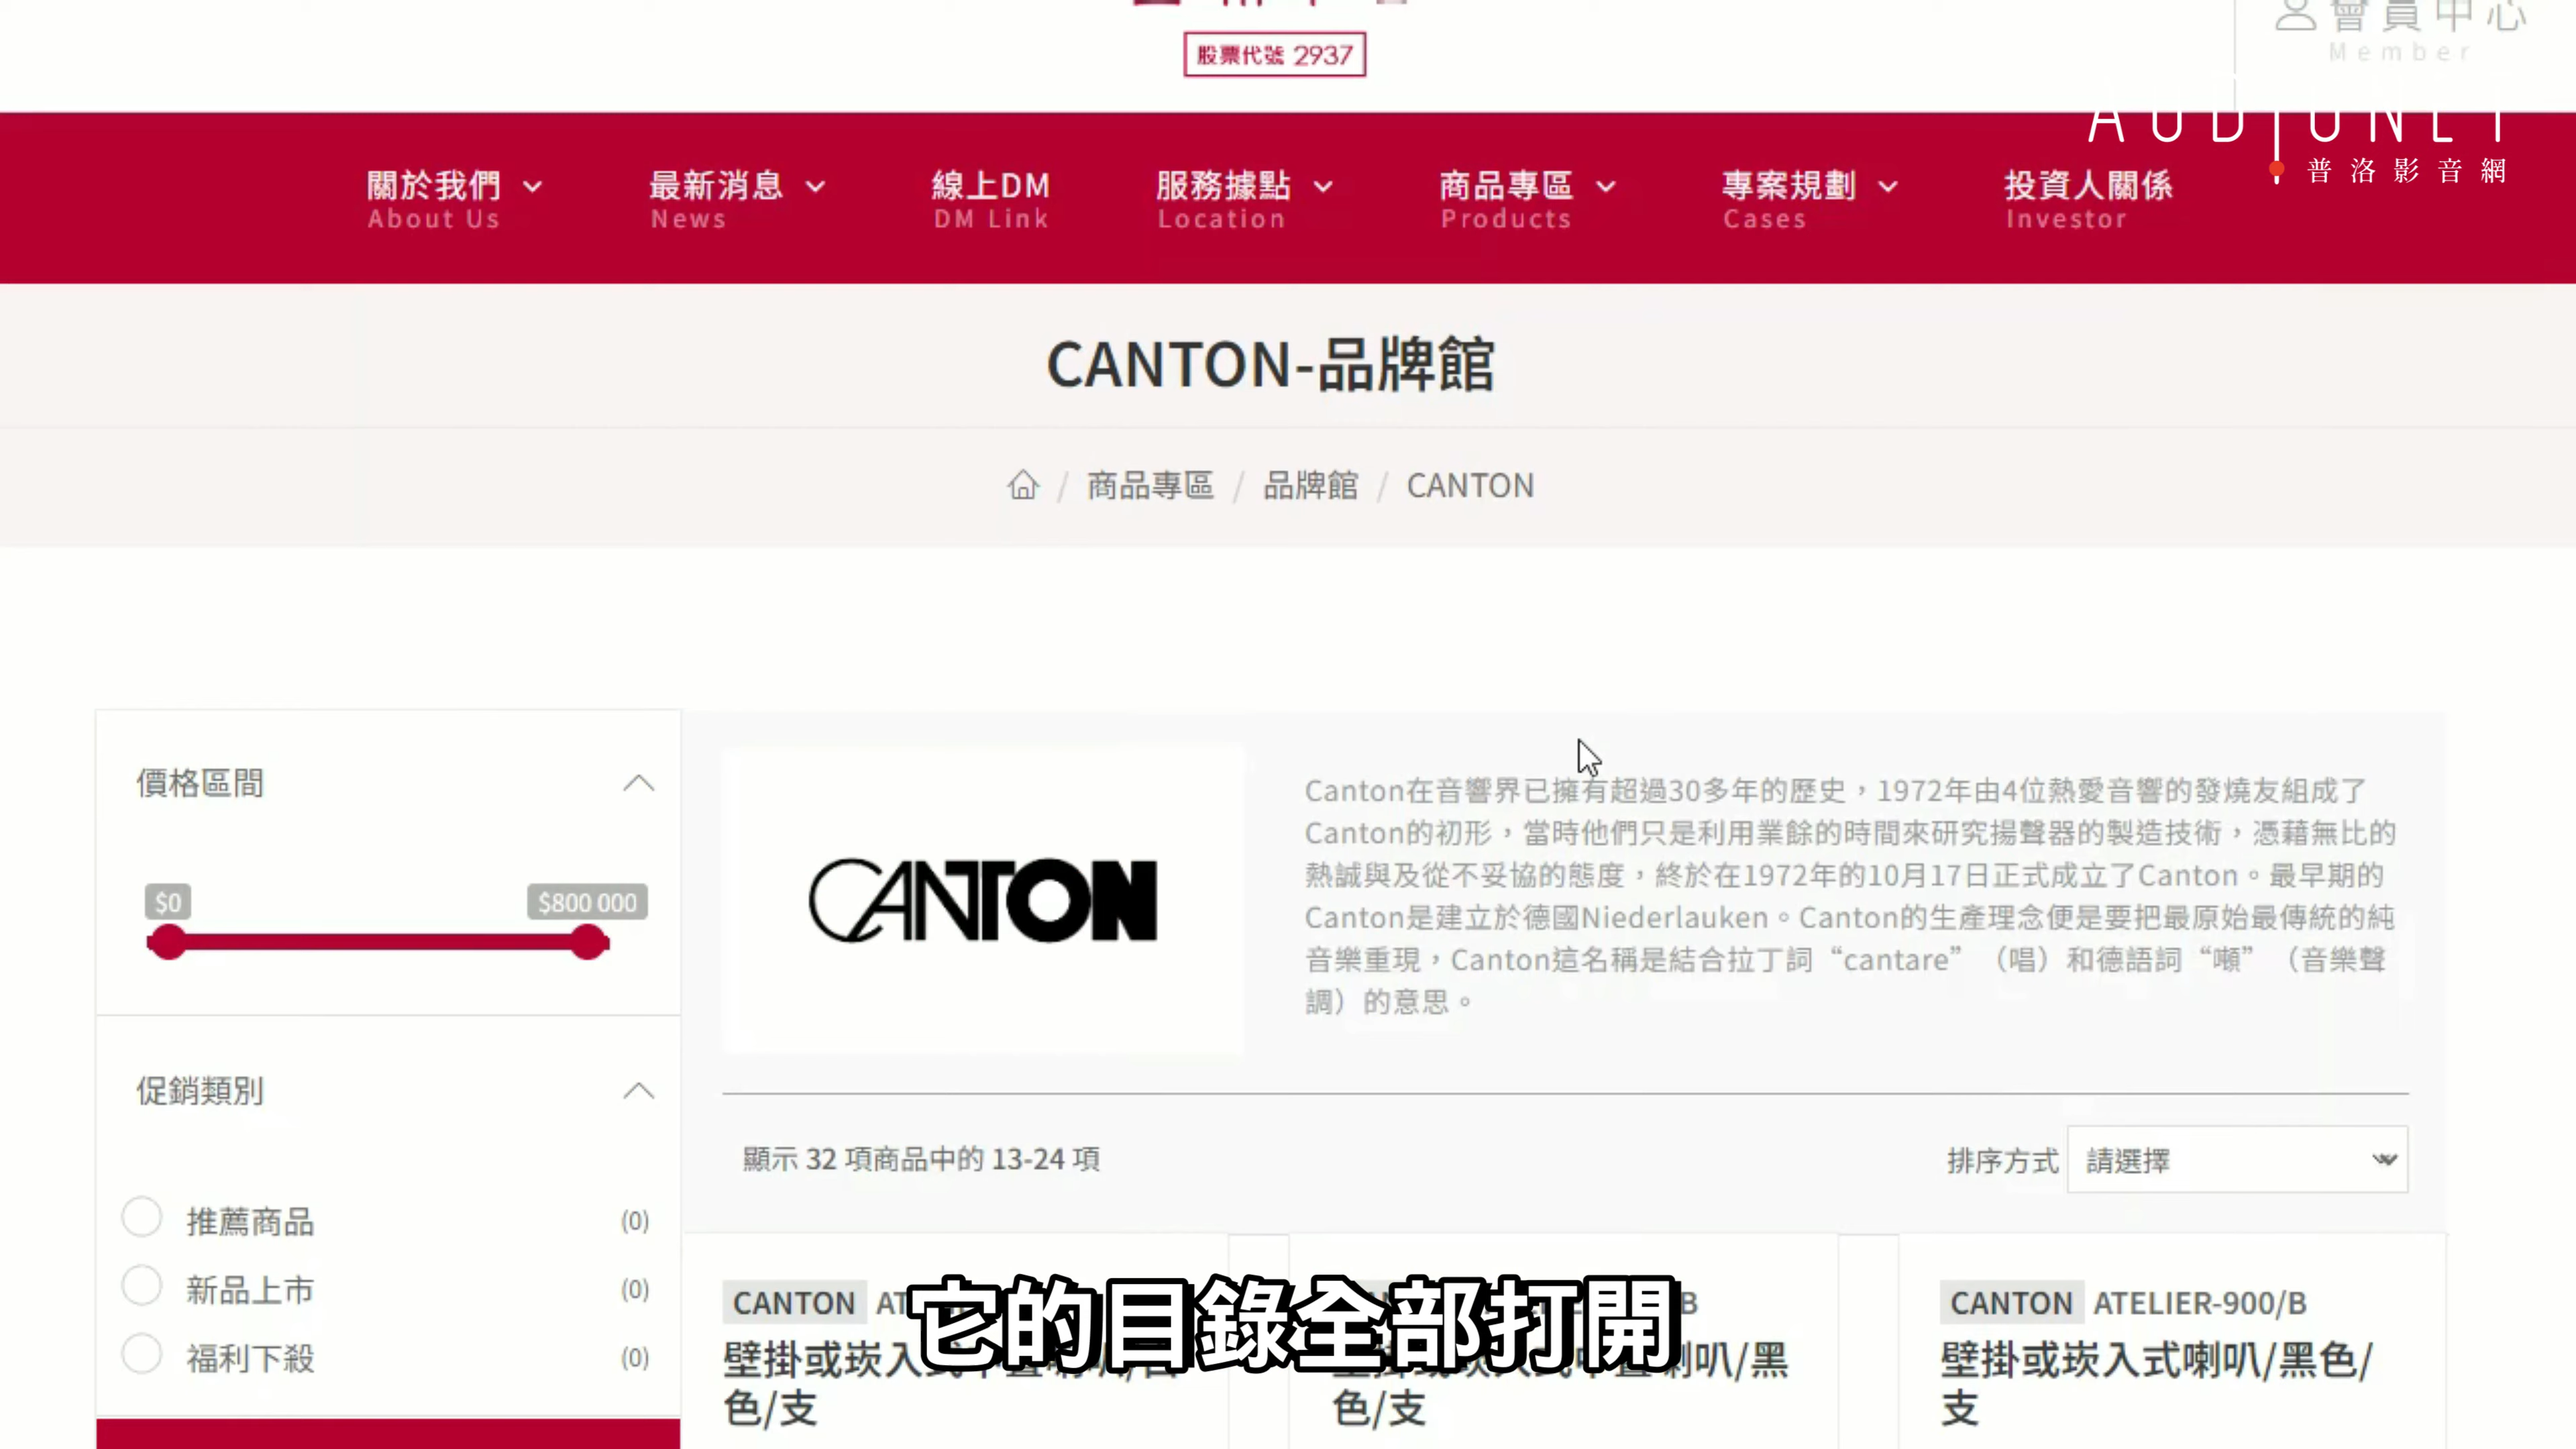 會員中心
Member
股票代號 2937
AUDIONET
普洛影音網
關於我們
About Us
最新消息
News
線上DM
DM Link
服務據點
Location
商品專區
Products
專案規劃
Cases
投資人關係
Investor
CANTON-品牌館
/ 商品專區 / 品牌館 / CANTON
價格區間
$0
$800 000
促銷類別
推薦商品 (0)
新品上市 (0)
福利下殺 (0)
CANTON
Canton在音響界已擁有超過30多年的歷史，1972年由4位熱愛音響的發燒友組成了
Canton的初形，當時他們只是利用業餘的時間來研究揚聲器的製造技術，憑藉無比的
熱誠與及從不妥協的態度，終於在1972年的10月17日正式成立了Canton。最早期的
Canton是建立於德國Niederlauken。Canton的生產理念便是要把最原始最傳統的純
音樂重現，Canton這名稱是結合拉丁詞“cantare”（唱）和德語詞“噸”（音樂聲
調）的意思。
顯示 32 項商品中的 13-24 項
排序方式 請選擇
CANTON
壁掛或崁入
色/支
喇叭/黑
色/支
CANTON ATELIER-900/B
壁掛或崁入式喇叭/黑色/
支
它的目錄全部打開